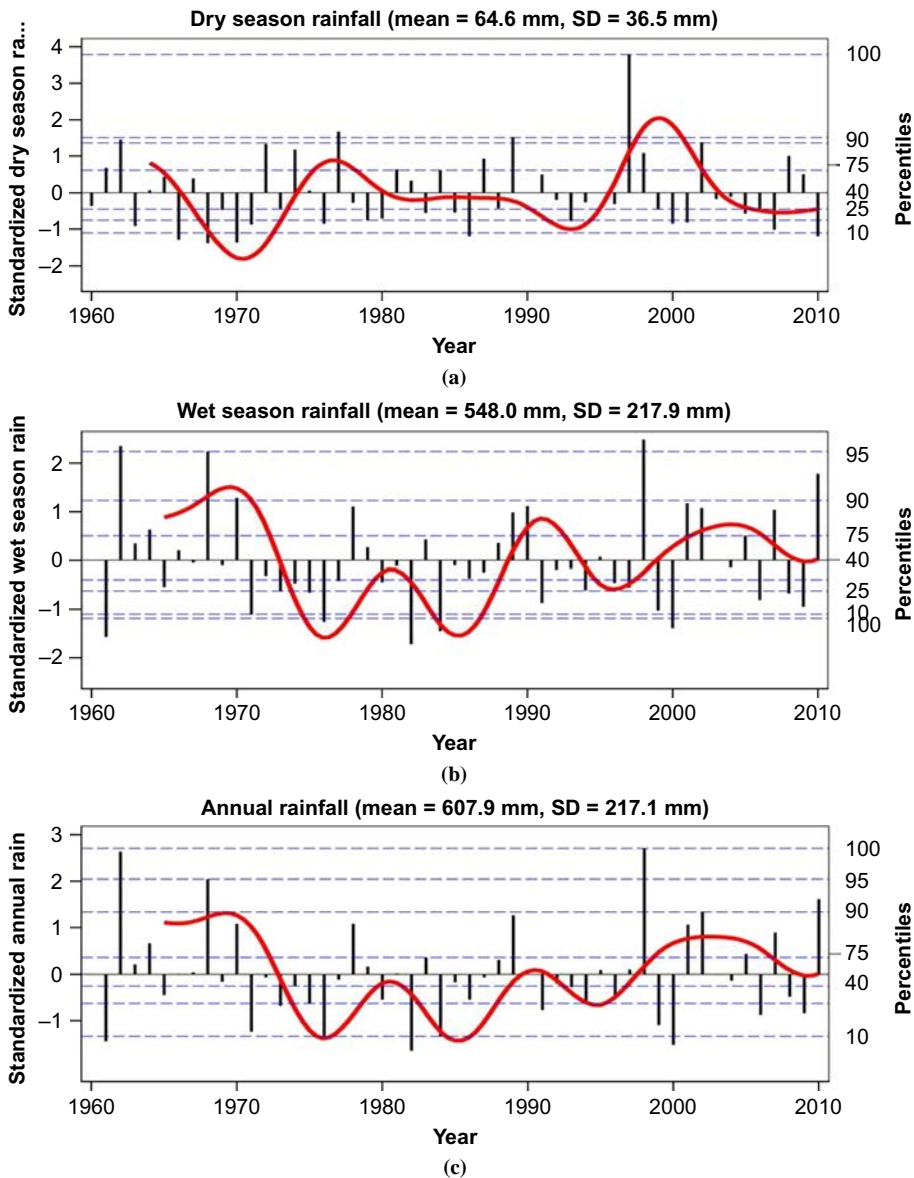 Dry season rainfall (mean = 64.6 mm, SD = 36.5 mm)
Standardized dry season ra...
4
3
2
1
0
–1
–2
100
90
75
40
25
10
Percentiles
1960 1970 1980 1990 2000 2010
Year
(a)
Wet season rainfall (mean = 548.0 mm, SD = 217.9 mm)
Standardized wet season rain
2
1
0
–1
–2
95
90
75
40
25
10
100
Percentiles
1960 1970 1980 1990 2000 2010
Year
(b)
Annual rainfall (mean = 607.9 mm, SD = 217.1 mm)
Standardized annual rain
3
2
1
0
–1
100
95
90
75
40
10
Percentiles
1960 1970 1980 1990 2000 2010
Year
(c)